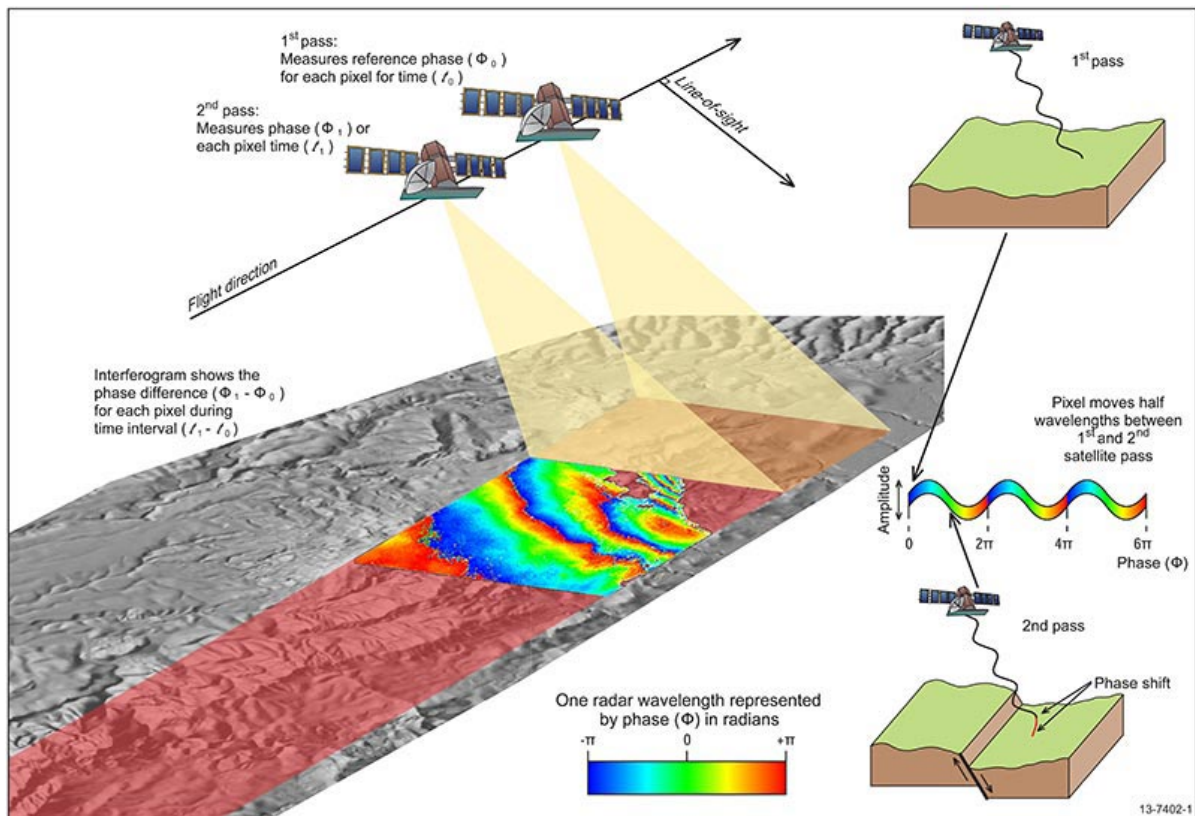 1st pass:
Measures reference phase (Φ0)
for each pixel for time (t0)
2nd pass:
Measures phase (Φ1) or
each pixel time (t1)
Line-of-sight
Flight direction
1st pass
Interferogram shows the
phase difference (Φ1 - Φ0)
for each pixel during
time interval (t1 - t0)
Pixel moves half
wavelengths between
1st and 2nd
satellite pass
Amplitude
0 2π 4π 6π
Phase (Φ)
2nd pass
Phase shift
One radar wavelength represented
by phase (Φ) in radians
-π 0 +π
13-7402-1